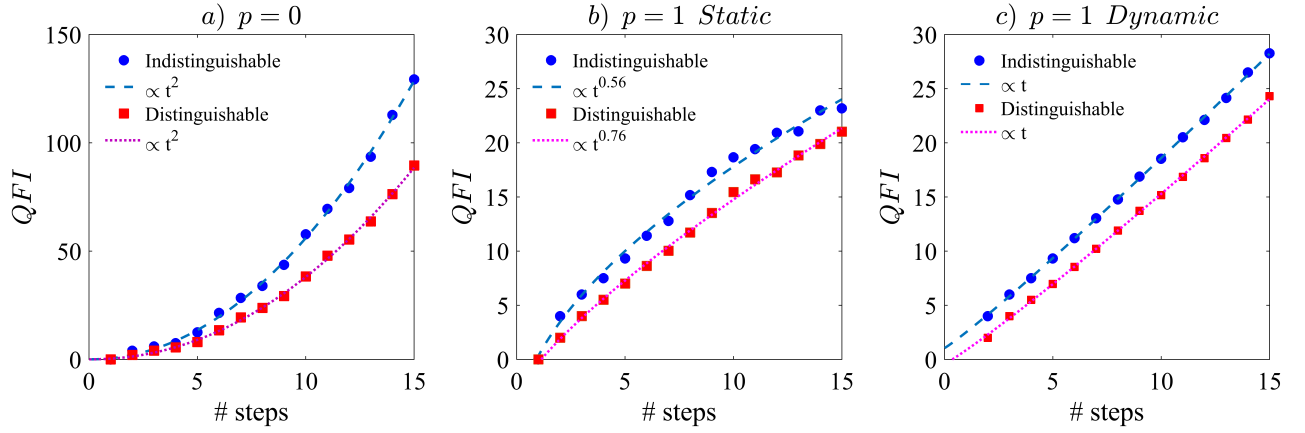 a) p = 0
150
100
50
0
QFI
Indistinguishable
∝ t^2
Distinguishable
∝ t^2
0 5 10 15
# steps
b) p = 1 Static
30
25
20
15
10
5
0
QFI
Indistinguishable
∝ t^0.56
Distinguishable
∝ t^0.76
0 5 10 15
# steps
c) p = 1 Dynamic
30
25
20
15
10
5
0
QFI
Indistinguishable
∝ t
Distinguishable
∝ t
0 5 10 15
# steps